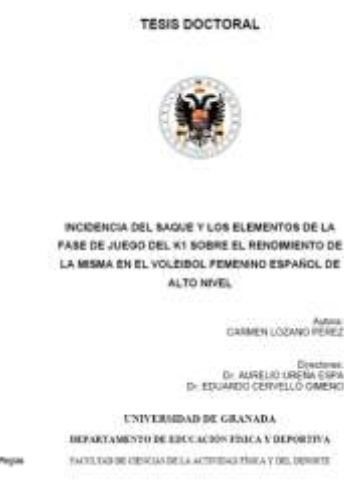 TESIS DOCTORAL
INCIDENCIA DEL SAQUE Y LOS ELEMENTOS DE LA
FASE DE JUEGO DEL K1 SOBRE EL RENDIMIENTO DE
LA MISMA EN EL VOLEIBOL FEMENINO ESPAÑOL DE
ALTO NIVEL
Autora:
CARMEN LOZANO PÉREZ
Directores:
Dr. AURELIO UREÑA ESPA
Dr. EDUARDO CERVELLÓ GIMENO
UNIVERSIDAD DE GRANADA
DEPARTAMENTO DE EDUCACIÓN FÍSICA Y DEPORTIVA
FACULTAD DE CIENCIAS DE LA ACTIVIDAD FÍSICA Y DEL DEPORTE